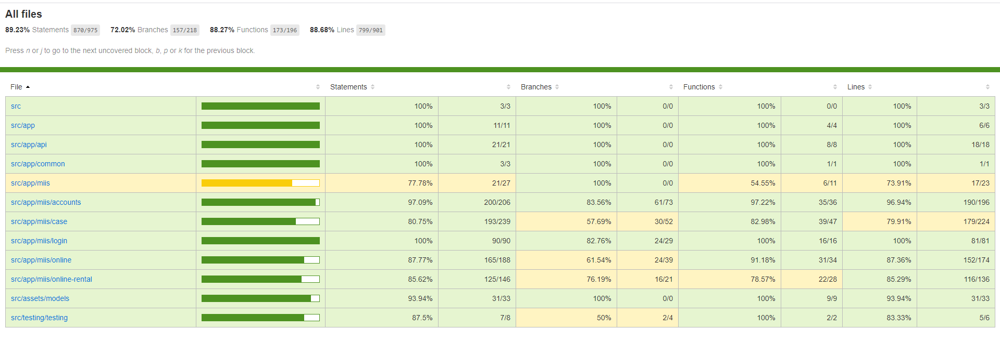 All files
89.23% Statements 870/975 72.02% Branches 157/218 88.27% Functions 173/196 88.68% Lines 799/901
Press n or j to go to the next uncovered block, b, p or k for the previous block.
File Statements Branches Functions Lines
src 100% 3/3 100% 0/0 100% 0/0 100% 3/3
src/app 100% 11/11 100% 0/0 100% 4/4 100% 6/6
src/app/api 100% 21/21 100% 0/0 100% 8/8 100% 18/18
src/app/common 100% 3/3 100% 0/0 100% 1/1 100% 1/1
src/app/miis 77.78% 21/27 100% 0/0 54.55% 6/11 73.91% 17/23
src/app/miis/accounts 97.09% 200/206 83.56% 61/73 97.22% 35/36 96.94% 190/196
src/app/miis/case 80.75% 193/239 57.69% 30/52 82.98% 39/47 79.91% 179/224
src/app/miis/login 100% 90/90 82.76% 24/29 100% 16/16 100% 81/81
src/app/miis/online 87.77% 165/188 61.54% 24/39 91.18% 31/34 87.36% 152/174
src/app/miis/online-rental 85.62% 125/146 76.19% 16/21 78.57% 22/28 85.29% 116/136
src/assets/models 93.94% 31/33 100% 0/0 100% 9/9 93.94% 31/33
src/testing/testing 87.5% 7/8 50% 2/4 100% 2/2 83.33% 5/6